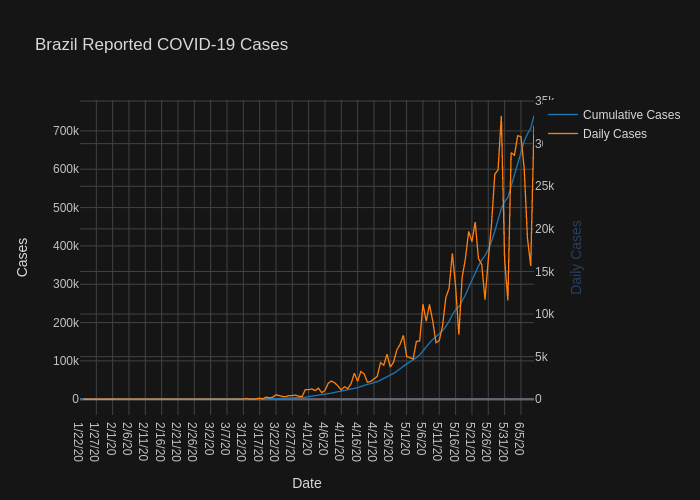 Brazil Reported COVID-19 Cases
Cumulative Cases
Daily Cases
700k
600k
500k
400k
300k
200k
100k
0
35k
30
25k
20k
15k
10k
5k
0
Cases
Daily Cases
1/22/20
1/27/20
2/1/20
2/6/20
2/11/20
2/16/20
2/21/20
2/26/20
3/2/20
3/7/20
3/12/20
3/17/20
3/22/20
3/27/20
4/1/20
4/6/20
4/11/20
4/16/20
4/21/20
4/26/20
5/1/20
5/6/20
5/11/20
5/16/20
5/21/20
5/26/20
5/31/20
6/5/20
Date